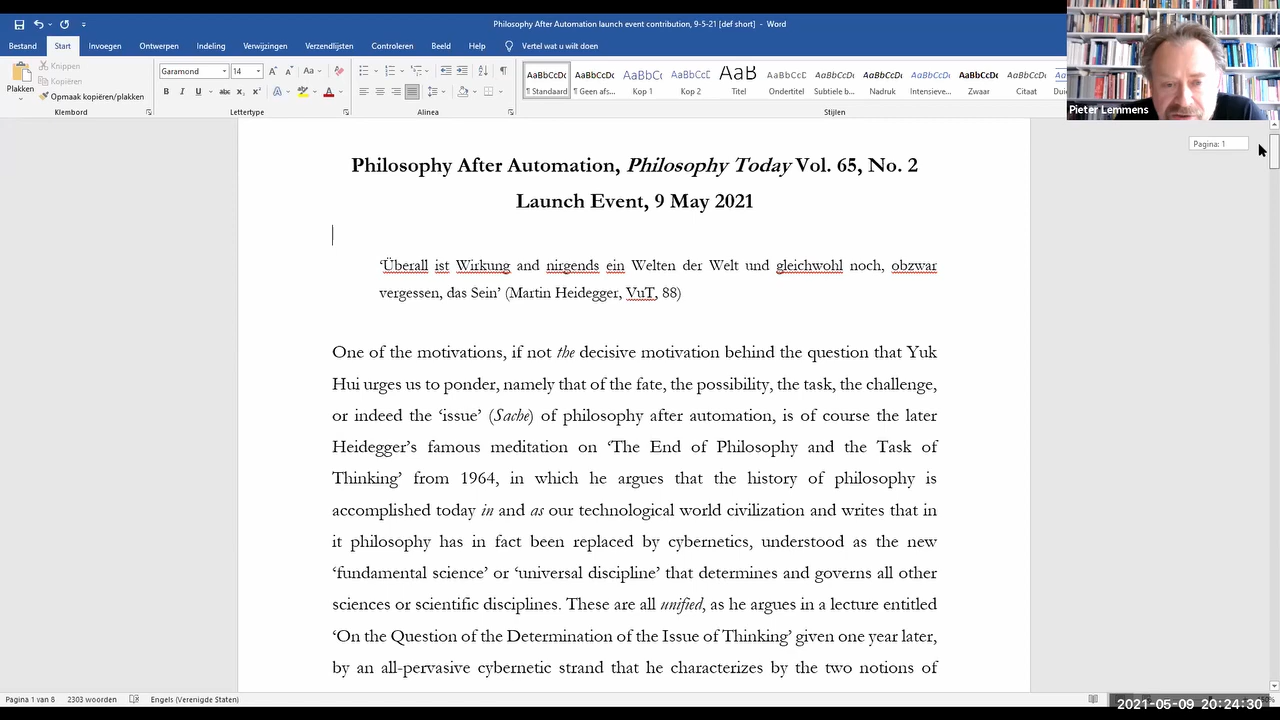 Philosophy After Automation launch event contribution, 9-5-21 [def short] - Word
Bestand Start Invoegen Ontwerpen Indeling Verwijzingen Verzendlijsten Controleren Beeld Help Vertel wat u wilt doen
Plakken
Knippen
Kopiëren
Opmaak kopiëren/plakken
Klembord
Garamond 14
Lettertype
Alinea
AaBbCcDc AaBbCcDc AaBbCc AaBbCcC AaB AaBbCcDc AaBbCcDc AaBbCcDc AaBbCcDc AaBbCcDc AaBbCcDc
¶ Standaard ¶ Geen afs... Kop 1 Kop 2 Titel Ondertitel Subtiele b... Nadruk Intensieve... Zwaar Citaat
Stijlen
Pieter Lemmens
Pagina: 1
Philosophy After Automation, Philosophy Today Vol. 65, No. 2
Launch Event, 9 May 2021
‘Überall ist Wirkung and nirgends ein Welten der Welt und gleichwohl noch, obzwar
vergessen, das Sein’ (Martin Heidegger, VuT, 88)
One of the motivations, if not the decisive motivation behind the question that Yuk
Hui urges us to ponder, namely that of the fate, the possibility, the task, the challenge,
or indeed the ‘issue’ (Sache) of philosophy after automation, is of course the later
Heidegger’s famous meditation on ‘The End of Philosophy and the Task of
Thinking’ from 1964, in which he argues that the history of philosophy is
accomplished today in and as our technological world civilization and writes that in
it philosophy has in fact been replaced by cybernetics, understood as the new
‘fundamental science’ or ‘universal discipline’ that determines and governs all other
sciences or scientific disciplines. These are all unified, as he argues in a lecture entitled
‘On the Question of the Determination of the Issue of Thinking’ given one year later,
by an all-pervasive cybernetic strand that he characterizes by the two notions of
Pagina 1 van 8 2303 woorden Engels (Verenigde Staten)
2021-05-09 20:24:30